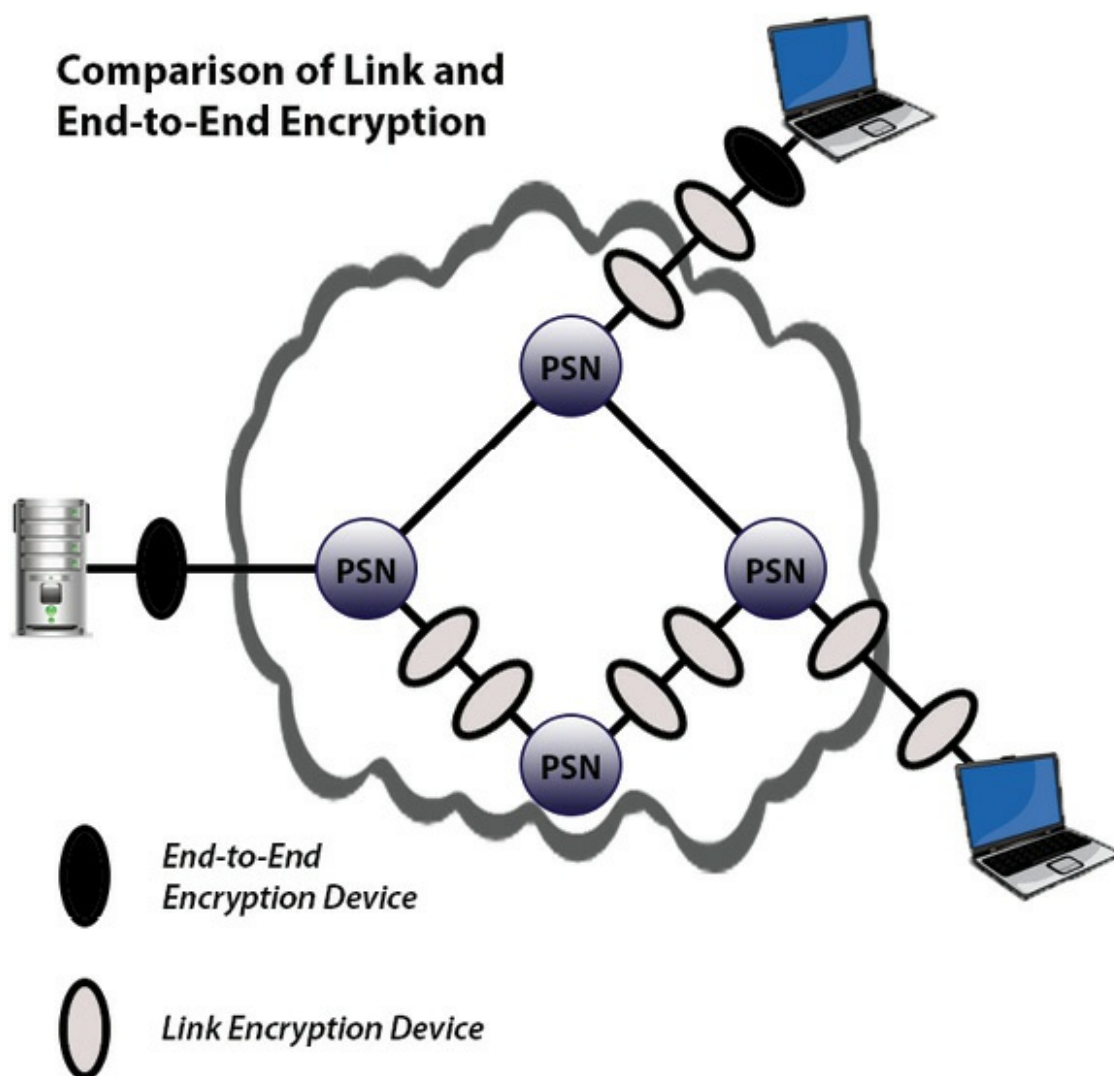 Comparison of Link and
End-to-End Encryption
PSN
PSN
PSN
PSN
End-to-End
Encryption Device
Link Encryption Device